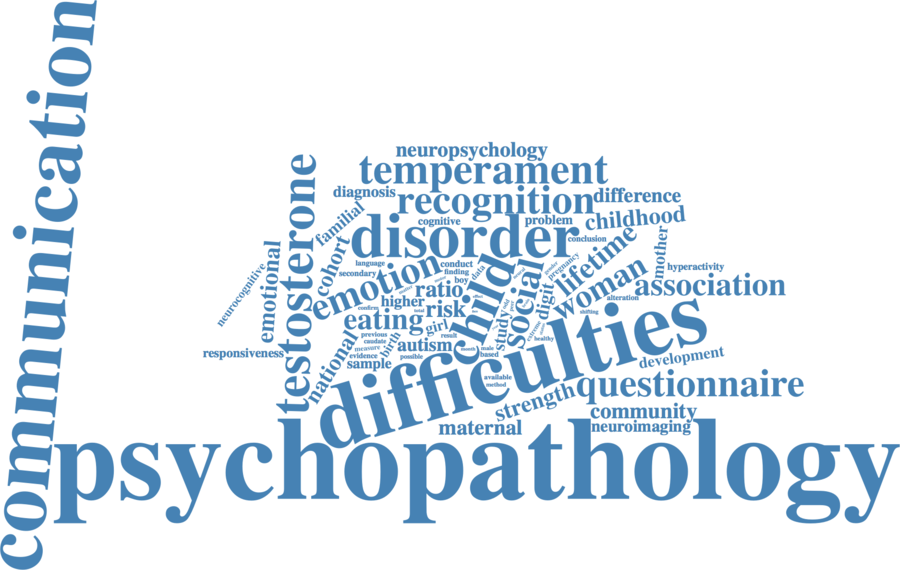 communication
neuropsychology
temperament
diagnosis
recognition
difference
testosterone
familial
cognitive
problem
childhood
disorder
conclusion
emotional
cohort
language
secondary
emotion
conduct
finding
boy
data
child
social
pregnancy
gender
lifetime
mother
hyperactivity
neurocognitive
woman
association
digit
alteration
shifting
higher
ratio
confirm
eating
risk
girl
result
study
healthy
extreme
responsiveness
national
previous
caudate
measure
evidence
birth
sample
autism
possible
month
male
based
difficulties
available
method
development
questionnaire
strength
community
maternal
neuroimaging
psychopathology